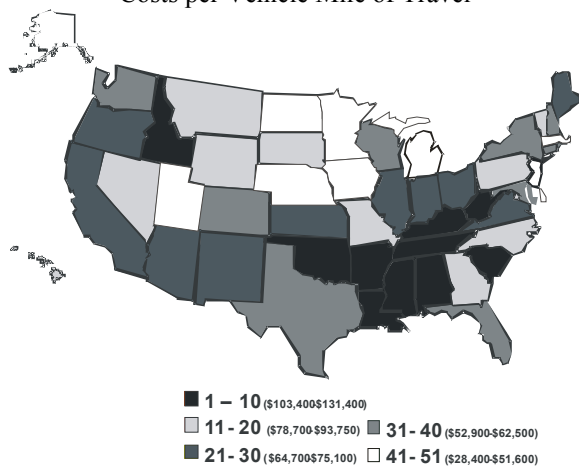 Costs per Vehicle Mile of Travel
1 – 10 ($103,400$131,400)
11 - 20 ($78,700$93,750)
31 - 40 ($52,900$62,500)
21 - 30 ($64,700$75,100)
41 - 51 ($28,400$51,600)